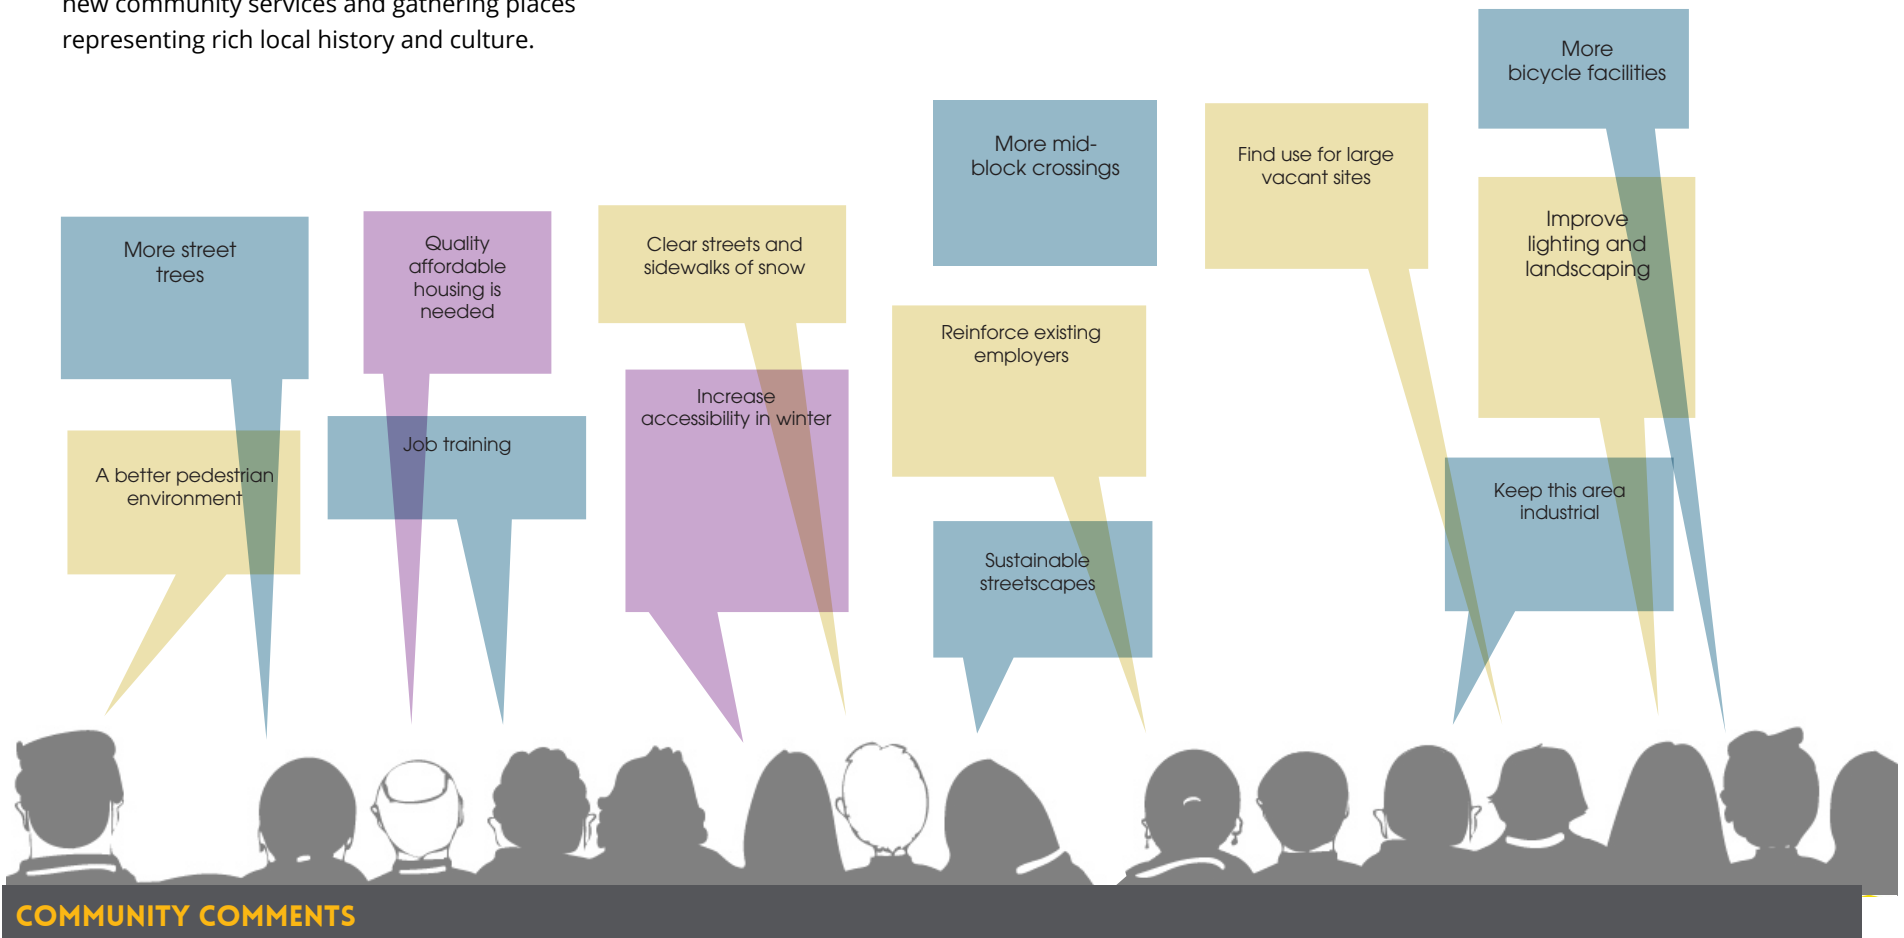 new community services and gathering places
representing rich local history and culture.
More
bicycle facilities
More mid-
block crossings
Find use for large
vacant sites
More street
trees
Quality
affordable
housing is
needed
Clear streets and
sidewalks of snow
Improve
lighting and
landscaping
Reinforce existing
employers
Increase
accessibility in winter
Job training
A better pedestrian
environment
Keep this area
industrial
Sustainable
streetscapes
COMMUNITY COMMENTS